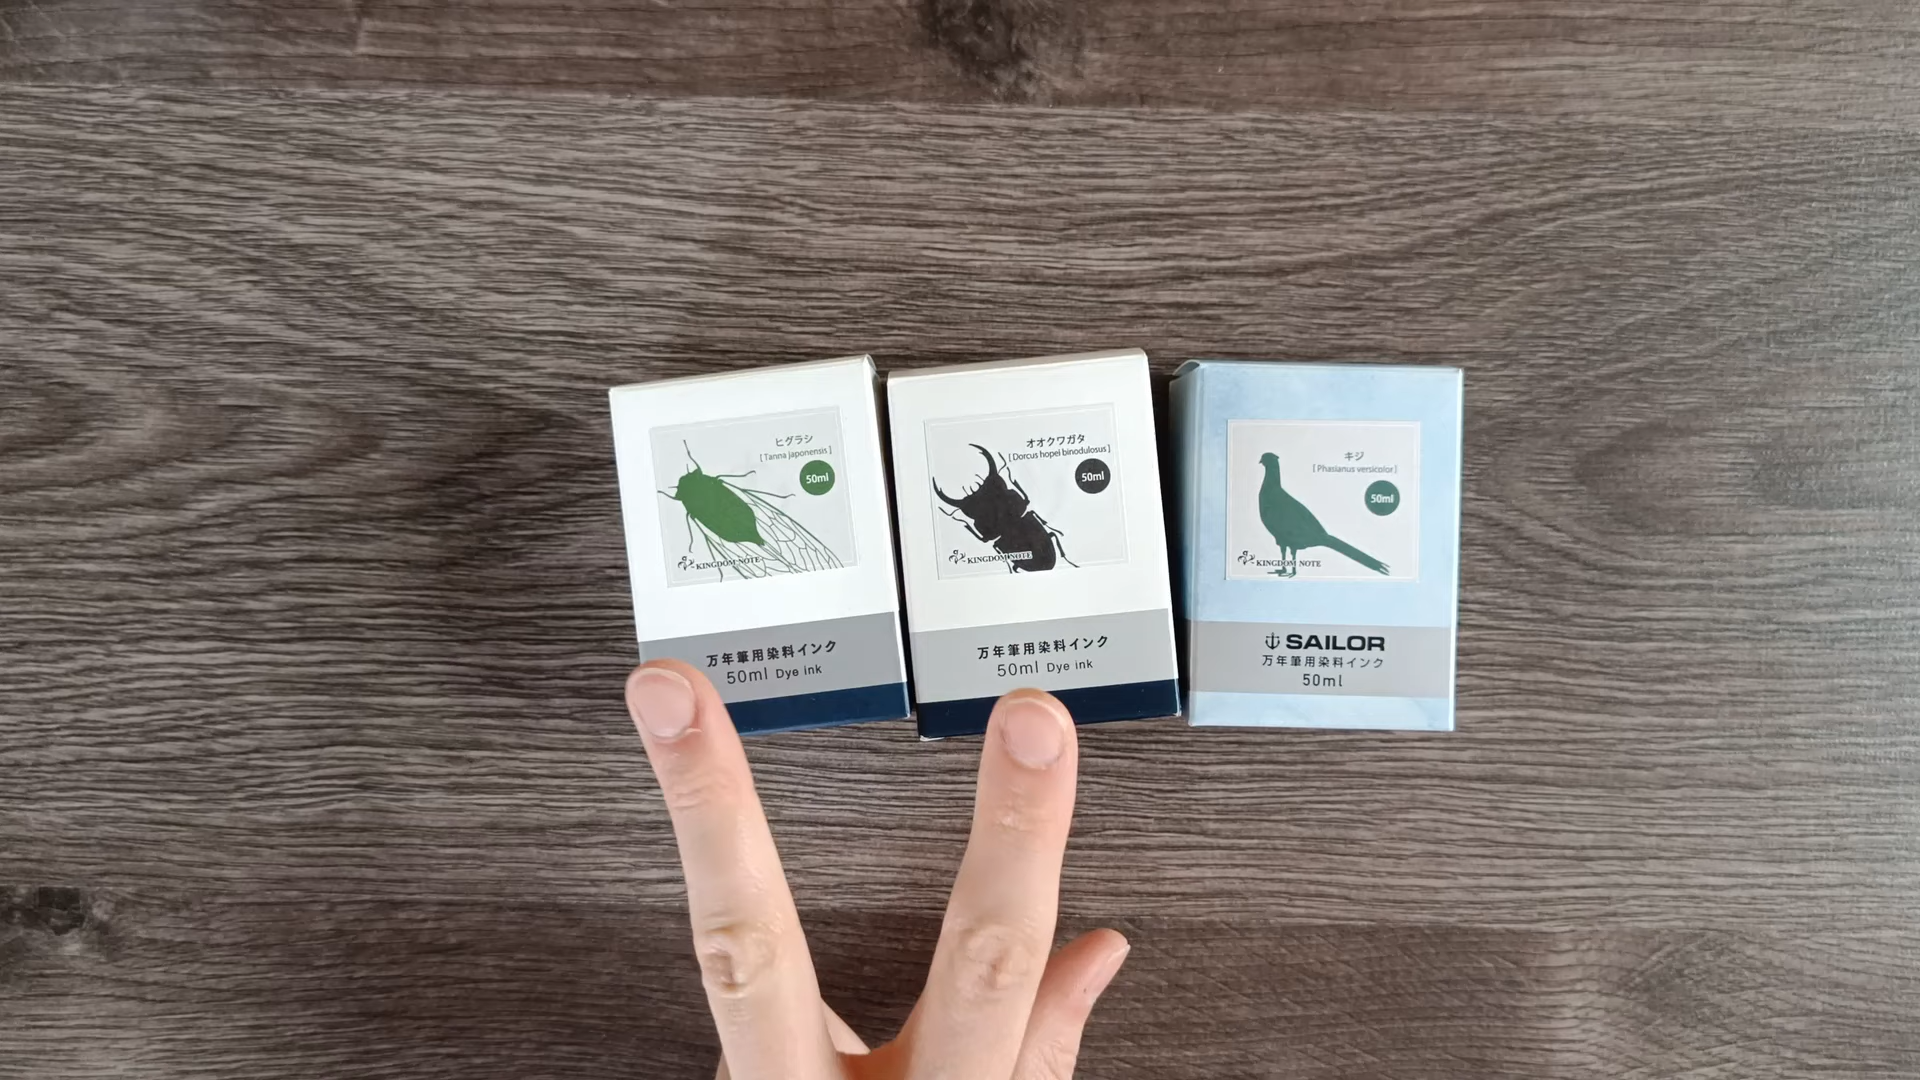 ヒグラシ
[ Tanna japonensis ]
50ml
KINGDOM NOTE
万年筆用染料インク
50ml Dye ink
オオクワガタ
[ Dorcus hopei binodulosus ]
50ml
KINGDOM NOTE
万年筆用染料インク
50ml Dye ink
キジ
[ Phasianus versicolor ]
50ml
KINGDOM NOTE
SAILOR
万年筆用染料インク
50ml